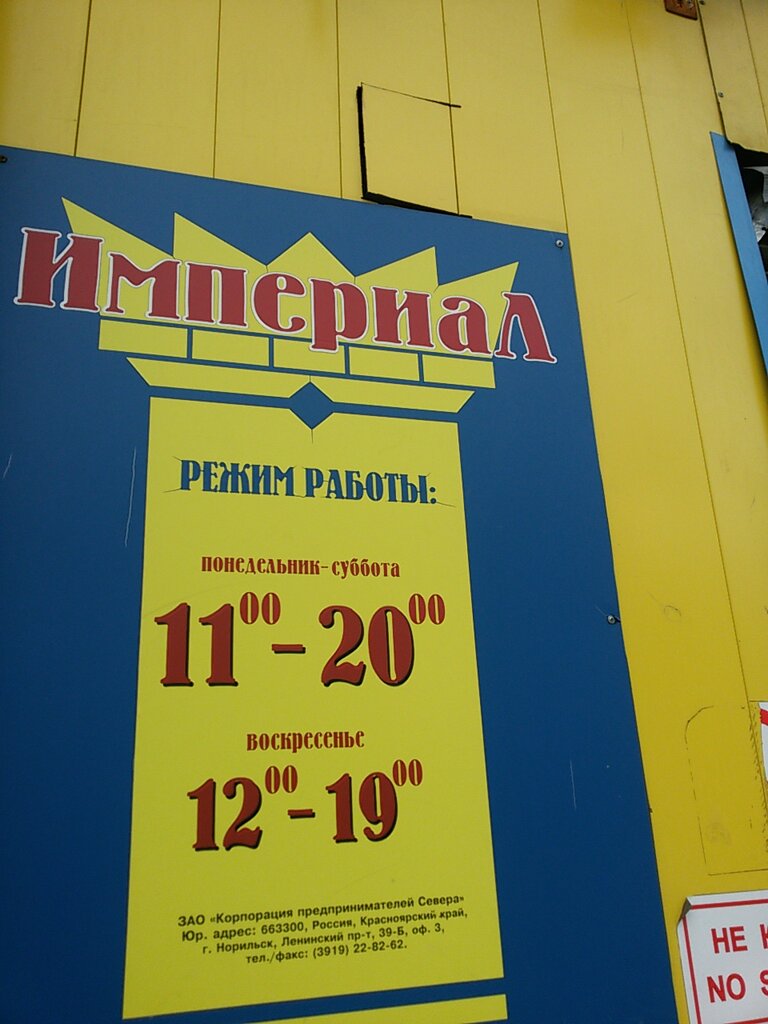 Империал
РЕЖИМ РАБОТЫ:
понедельник-суббота
11⁰⁰-20⁰⁰
воскресенье
12⁰⁰-19⁰⁰
ЗАО «Корпорация предпринимателей Севера»
Юр. адрес: 663300, Россия, Красноярский край,
г. Норильск, Ленинский пр-т, 39-Б, оф. 3,
тел./факс: (3919) 22-82-62.
НЕ
NO